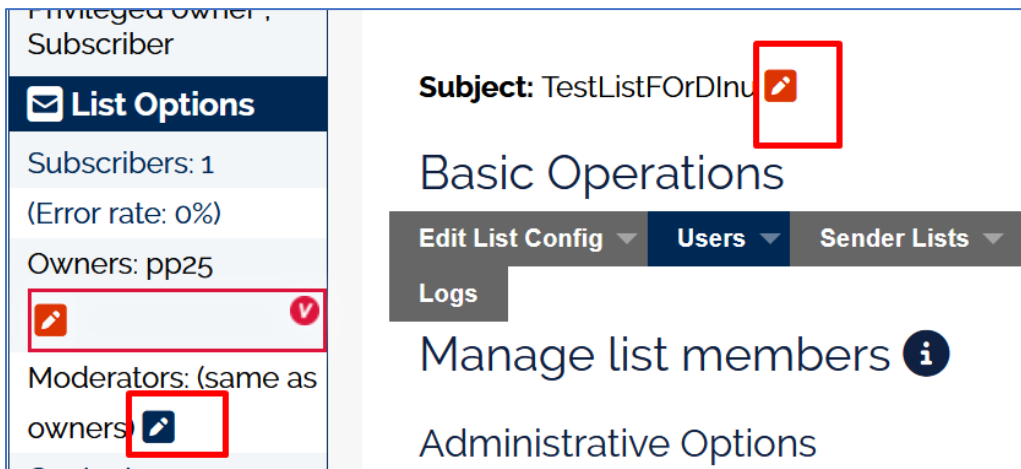 Privileged owner ,
Subscriber
List Options
Subscribers: 1
(Error rate: 0%)
Owners: pp25
V
Moderators: (same as
owners)
Subject: TestListFOrDInu
Basic Operations
Edit List Config Users Sender Lists
Logs
Manage list members i
Administrative Options